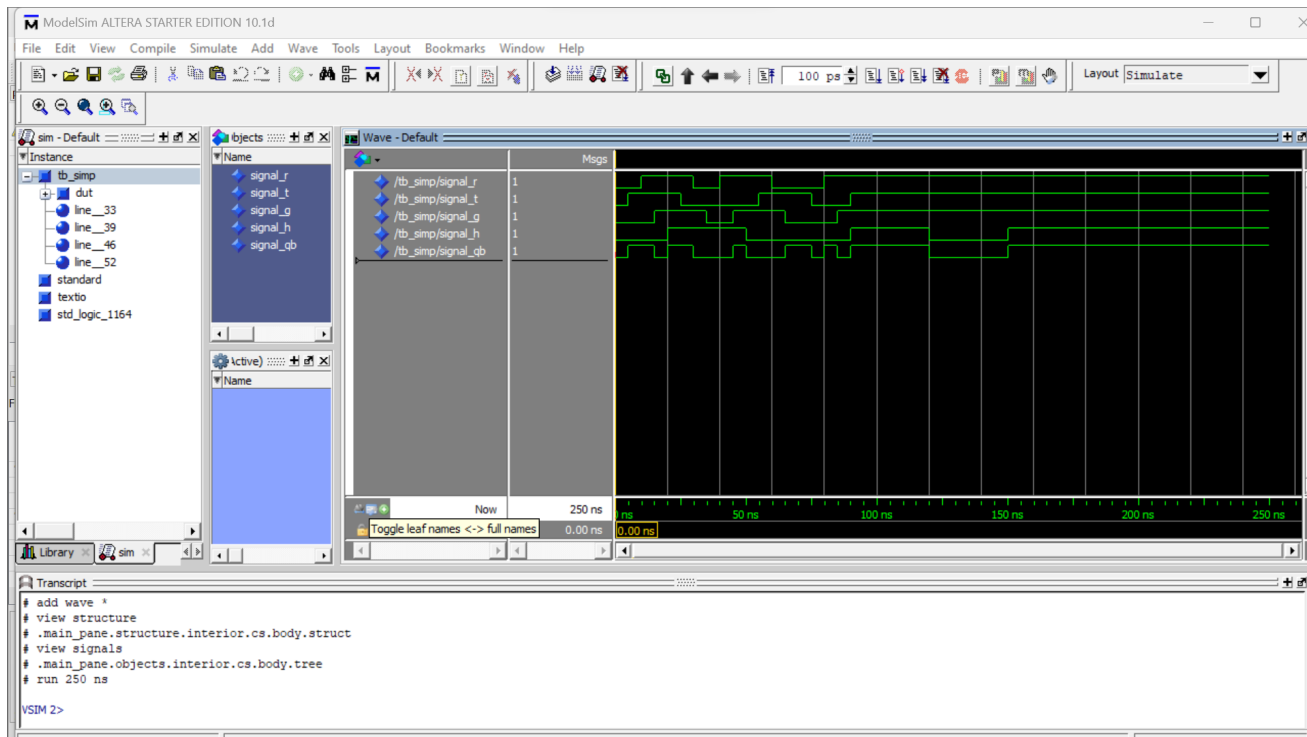 ModelSim ALTERA STARTER EDITION 10.1d
File Edit View Compile Simulate Add Wave Tools Layout Bookmarks Window Help
100 ps
Layout Simulate
sim - Default
Instance
tb_simp
dut
line__33
line__39
line__46
line__52
standard
textio
std_logic_1164
Library
sim
bjects
Name
signal_r
signal_t
signal_g
signal_h
signal_qb
ctive)
Name
Wave - Default
Msgs
/tb_simp/signal_r 1
/tb_simp/signal_t 1
/tb_simp/signal_g 1
/tb_simp/signal_h 1
/tb_simp/signal_qb 1
Now 250 ns
ns 50 ns 100 ns 150 ns 200 ns 250 ns
Toggle leaf names <-> full names
0.00 ns
0.00 ns
Transcript
# add wave *
# view structure
# .main_pane.structure.interior.cs.body.struct
# view signals
# .main_pane.objects.interior.cs.body.tree
# run 250 ns
VSIM 2>